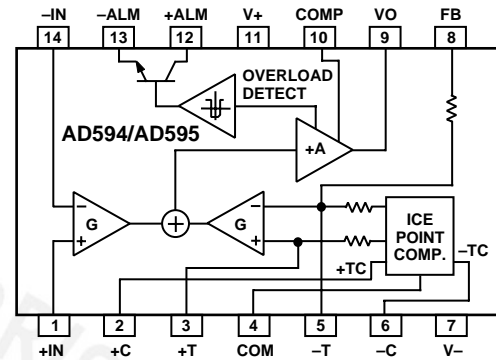 –IN –ALM +ALM V+ COMP VO FB
14 13 12 11 10 9 8
OVERLOAD
DETECT
AD594/AD595
+A
– –
G G
+ +
ICE
POINT
COMP.
–TC
+TC
1 2 3 4 5 6 7
+IN +C +T COM –T –C V–